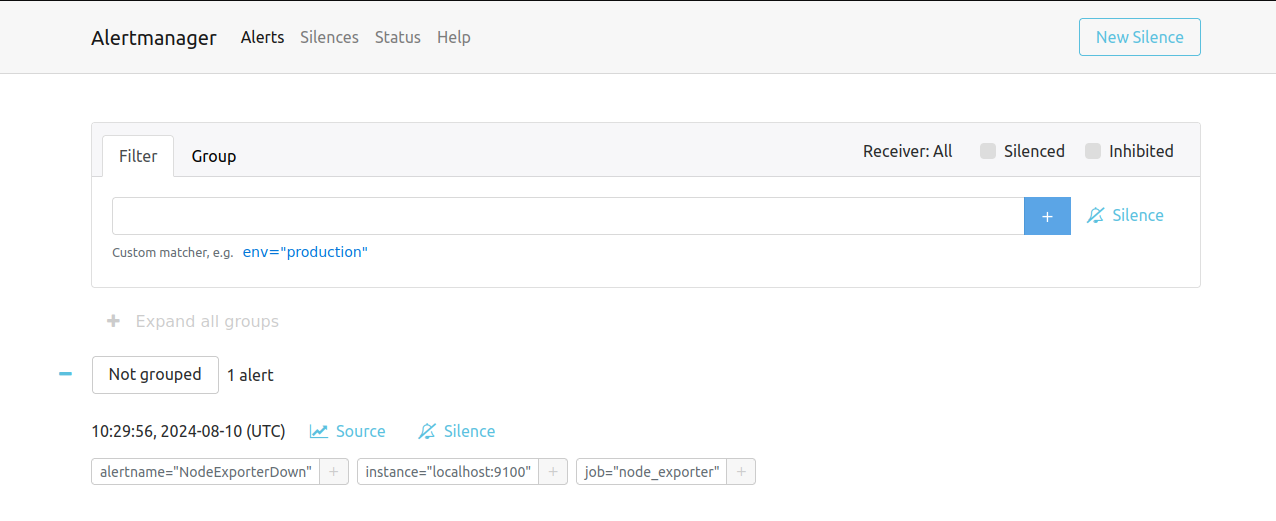 Alertmanager Alerts Silences Status Help New Silence
Filter Group Receiver: All Silenced Inhibited
+ Silence
Custom matcher, e.g. env="production"
+ Expand all groups
− Not grouped 1 alert
10:29:56, 2024-08-10 (UTC) Source Silence
alertname="NodeExporterDown" + instance="localhost:9100" + job="node_exporter" +